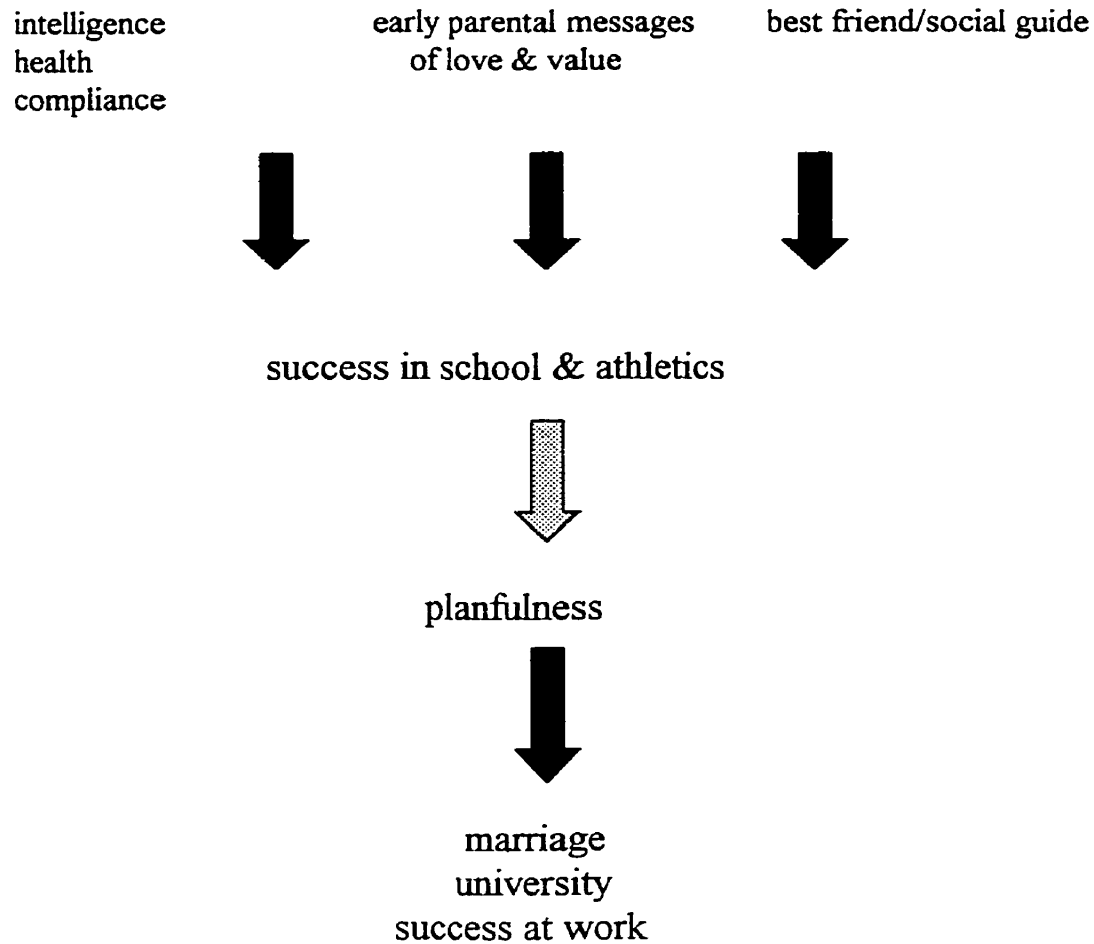 intelligence
health
compliance
early parental messages
of love & value
best friend/social guide
success in school & athletics
planfulness
marriage
university
success at work